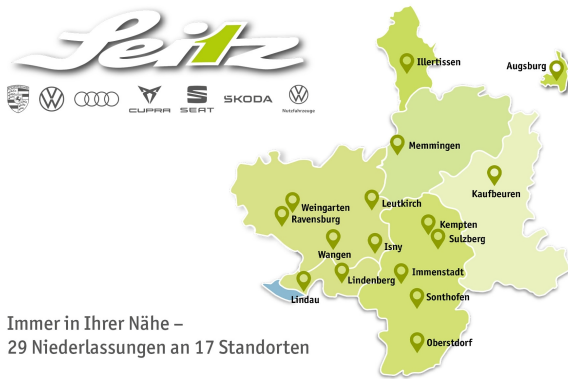 Seitz
CUPRA
SEAT
SKODA
Nutzfahrzeuge
Illertissen
Augsburg
Memmingen
Kaufbeuren
Leutkirch
Weingarten
Ravensburg
Kempten
Sulzberg
Wangen
Isny
Lindenberg
Immenstadt
Lindau
Sonthofen
Oberstdorf
Immer in Ihrer Nähe –
29 Niederlassungen an 17 Standorten